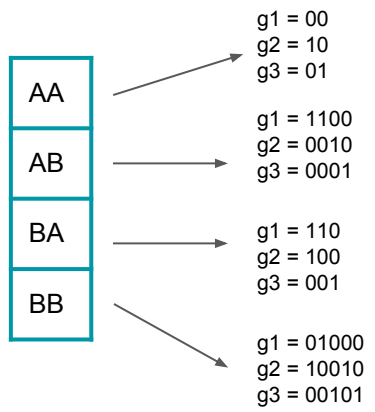 AA
g1 = 00
g2 = 10
g3 = 01
AB
g1 = 1100
g2 = 0010
g3 = 0001
BA
g1 = 110
g2 = 100
g3 = 001
BB
g1 = 01000
g2 = 10010
g3 = 00101